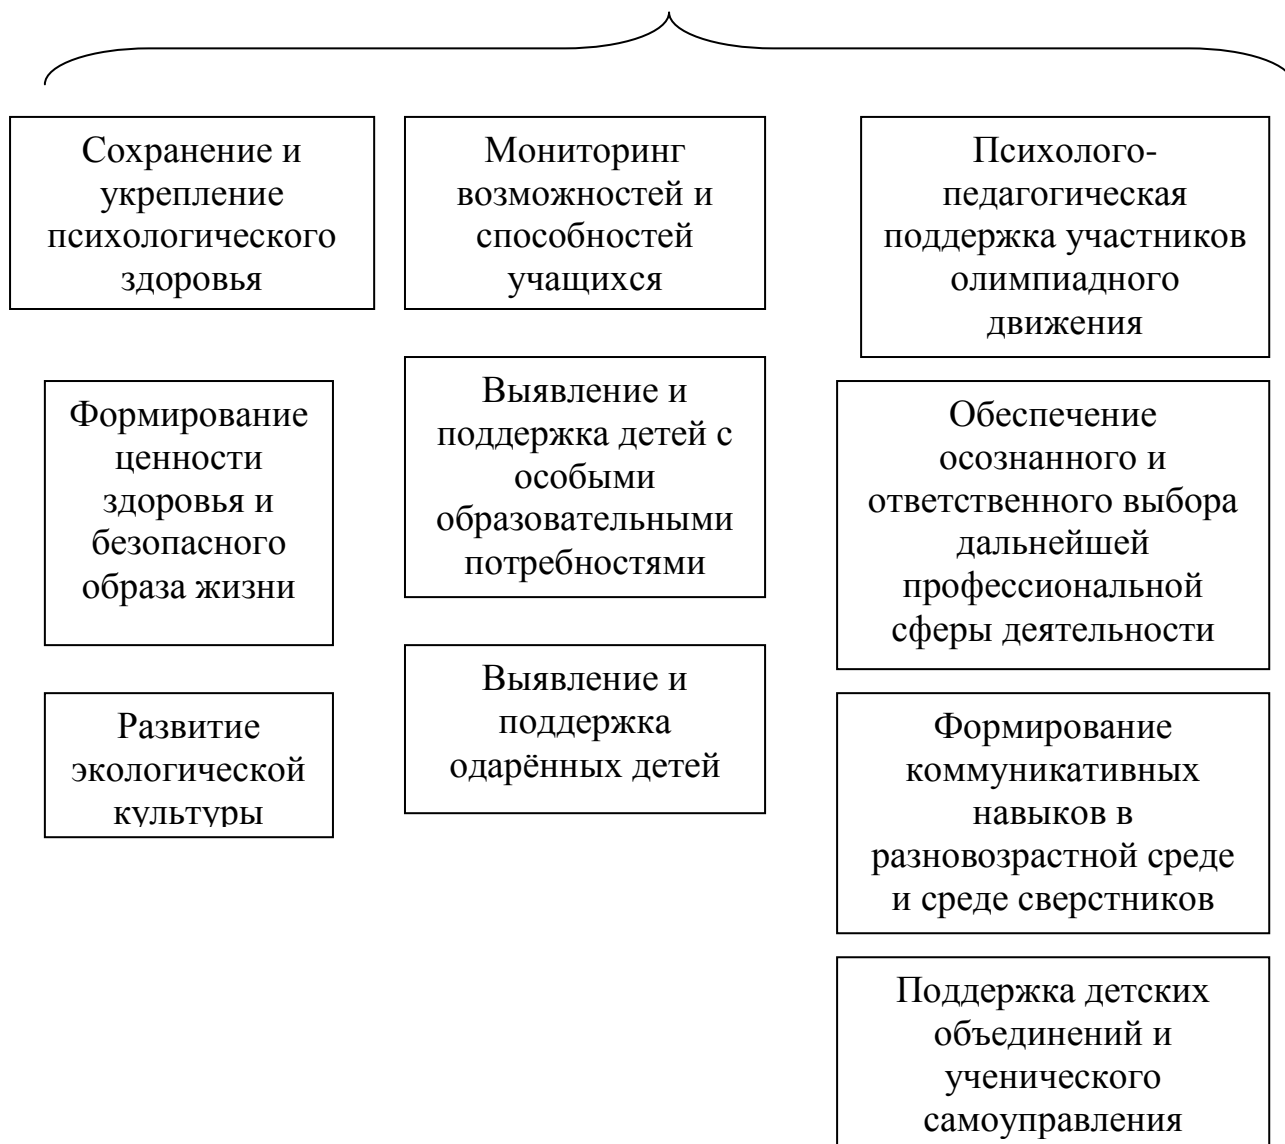 Сохранение и
укрепление
психологического
здоровья
Формирование
ценности
здоровья и
безопасного
образа жизни
Развитие
экологической
культуры
Мониторинг
возможностей и
способностей
учащихся
Выявление и
поддержка детей с
особыми
образовательными
потребностями
Выявление и
поддержка
одарённых детей
Психолого-
педагогическая
поддержка участников
олимпиадного
движения
Обеспечение
осознанного и
ответственного выбора
дальнейшей
профессиональной
сферы деятельности
Формирование
коммуникативных
навыков в
разновозрастной среде
и среде сверстников
Поддержка детских
объединений и
ученического
самоуправления